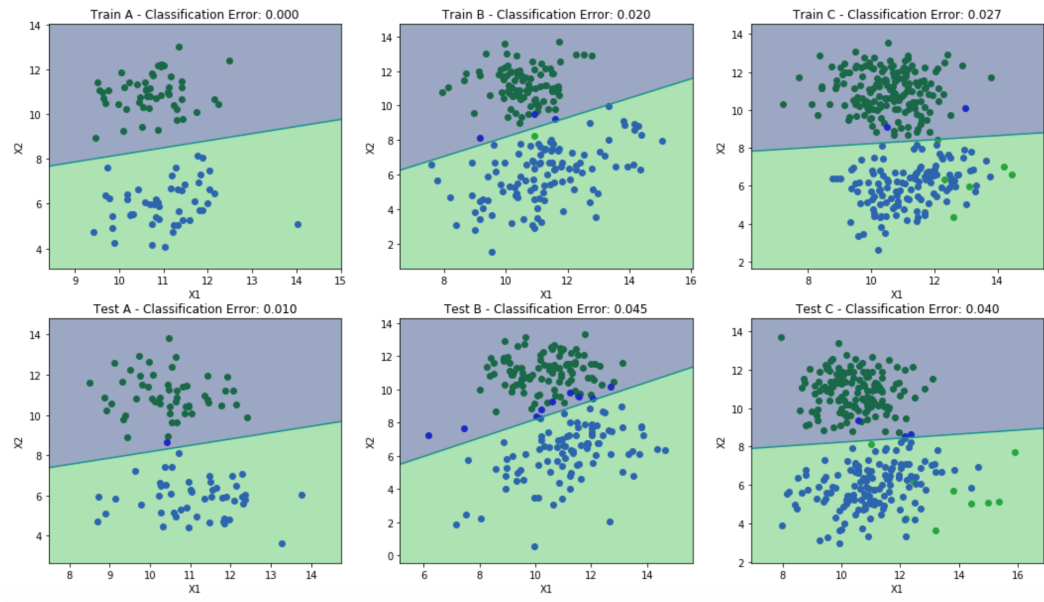 Train A - Classification Error: 0.000
14
12
10
8
6
4
X2
9 10 11 12 13 14 15
X1
Train B - Classification Error: 0.020
14
12
10
8
6
4
2
X2
8 10 12 14 16
X1
Train C - Classification Error: 0.027
14
12
10
8
6
4
2
X2
8 10 12 14
X1
Test A - Classification Error: 0.010
14
12
10
8
6
4
X2
8 9 10 11 12 13 14
X1
Test B - Classification Error: 0.045
14
12
10
8
6
4
2
0
X2
6 8 10 12 14
X1
Test C - Classification Error: 0.040
14
12
10
8
6
4
2
X2
8 10 12 14 16
X1